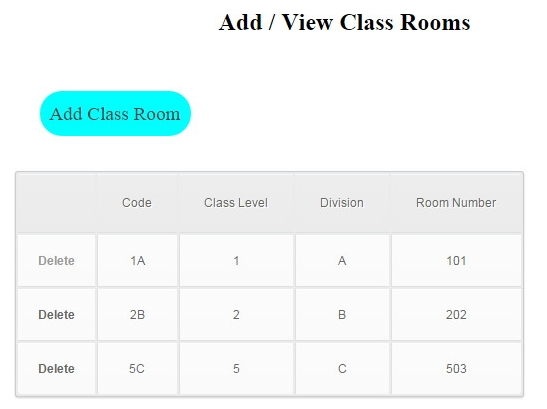 Add / View Class Rooms
Add Class Room
Code Class Level Division Room Number
Delete 1A 1 A 101
Delete 2B 2 B 202
Delete 5C 5 C 503